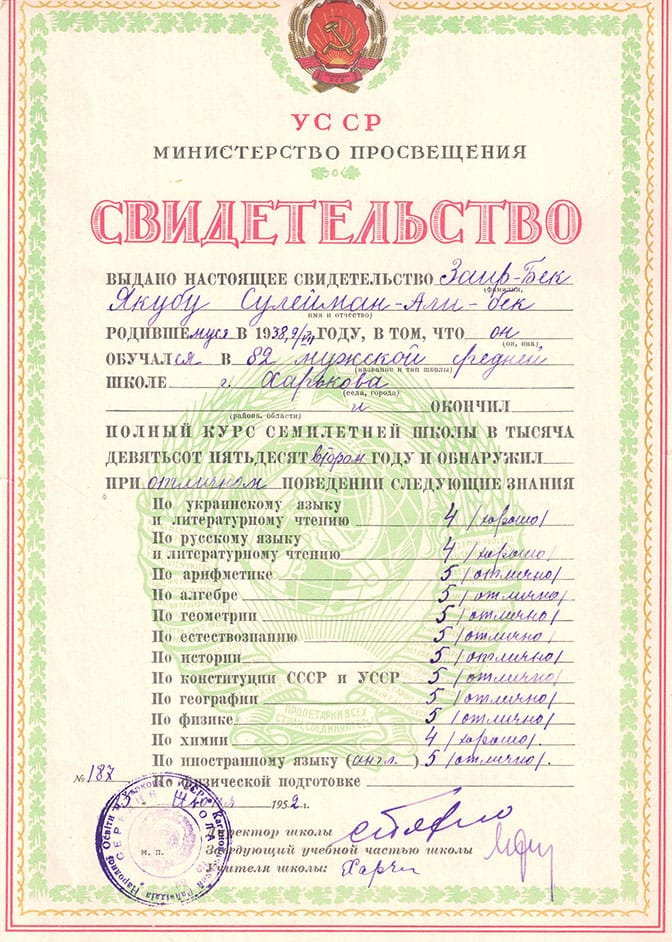 УССР
МИНИСТЕРСТВО ПРОСВЕЩЕНИЯ
СВИДЕТЕЛЬСТВО
ВЫДАНО НАСТОЯЩЕЕ СВИДЕТЕЛЬСТВО Заир-Бек
(фамилия,
Якубу Сулейман-Али-бек
имя и отчество)
РОДИВШЕмуся В 1938, 9/VII ГОДУ, В ТОМ, ЧТО он
(он, она)
ОБУЧАЛся В 82 мужской средней
(название и тип школы)
ШКОЛЕ г. Харькова
(села, города)
и ОКОНЧИЛ
(района, области)
ПОЛНЫЙ КУРС СЕМИЛЕТНЕЙ ШКОЛЫ В ТЫСЯЧА
ДЕВЯТЬСОТ ПЯТЬДЕСЯТ втором ГОДУ И ОБНАРУЖИЛ
ПРИ отличном ПОВЕДЕНИИ СЛЕДУЮЩИЕ ЗНАНИЯ
По украинскому языку
и литературному чтению 4 /хорошо/
По русскому языку
и литературному чтению 4 /хорошо/
По арифметике 5 /отлично/
По алгебре 5 /отлично/
По геометрии 5 /отлично/
По естествознанию 5 /отлично/
По истории 5 /отлично/
По конституции СССР и УССР 5 /отлично/
По географии 5 /отлично/
По физике 5 /отлично/
По химии 4 /хорошо/.
По иностранному языку (англ.) 5 /отлично/.
По физической подготовке
№ 187
1952 г.
Директор школы
Заведующий учебной частью школы
Учителя школы:
м. п.
ПРОЛЕТАРИИ ВСЕХ
СТРАН, СОЕДИНЯЙТЕСЬ